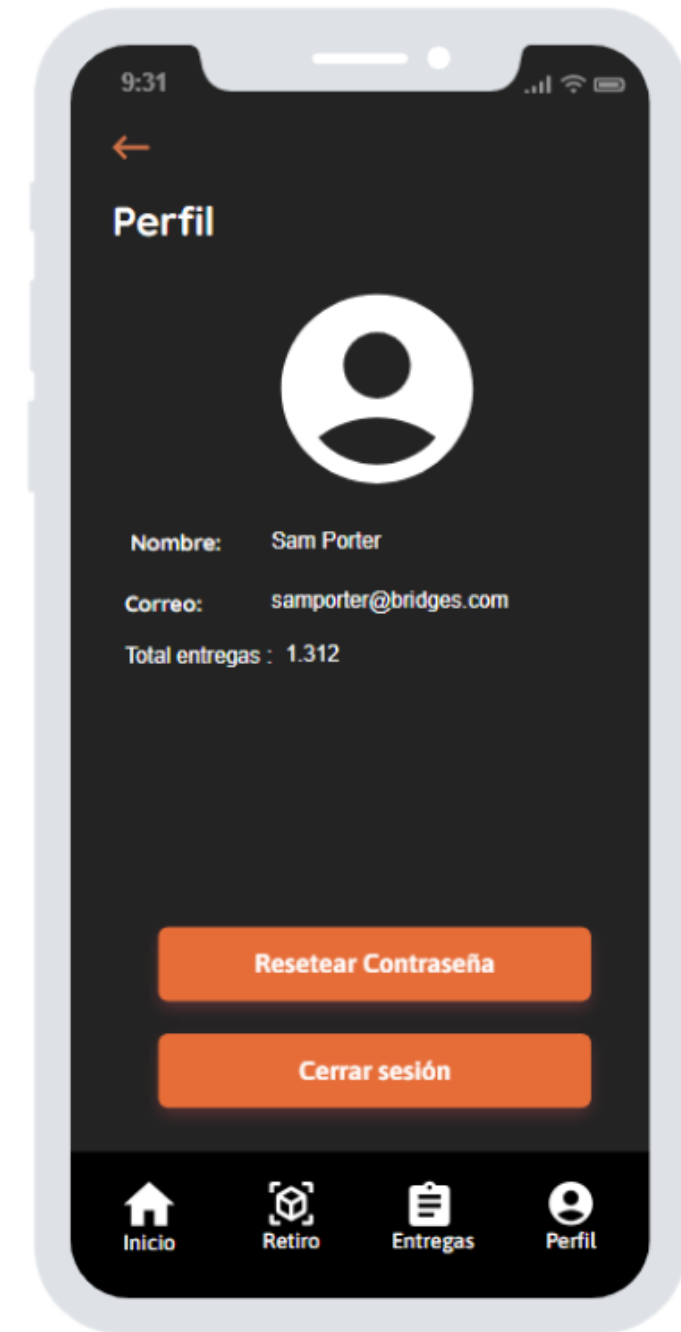 9:31
Perfil
Nombre: Sam Porter
Correo: samporter@bridges.com
Total entregas : 1.312
Resetear Contraseña
Cerrar sesión
Inicio Retiro Entregas Perfil